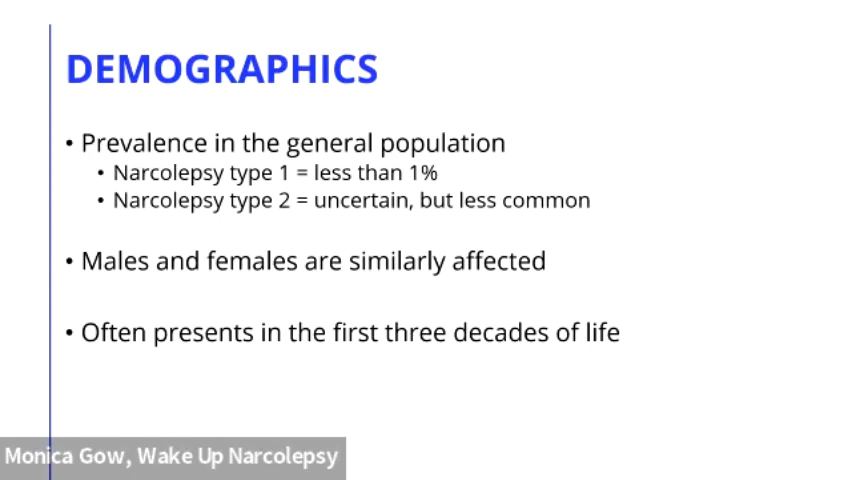 DEMOGRAPHICS
• Prevalence in the general population
• Narcolepsy type 1 = less than 1%
• Narcolepsy type 2 = uncertain, but less common
• Males and females are similarly affected
• Often presents in the first three decades of life
Monica Gow, Wake Up Narcolepsy